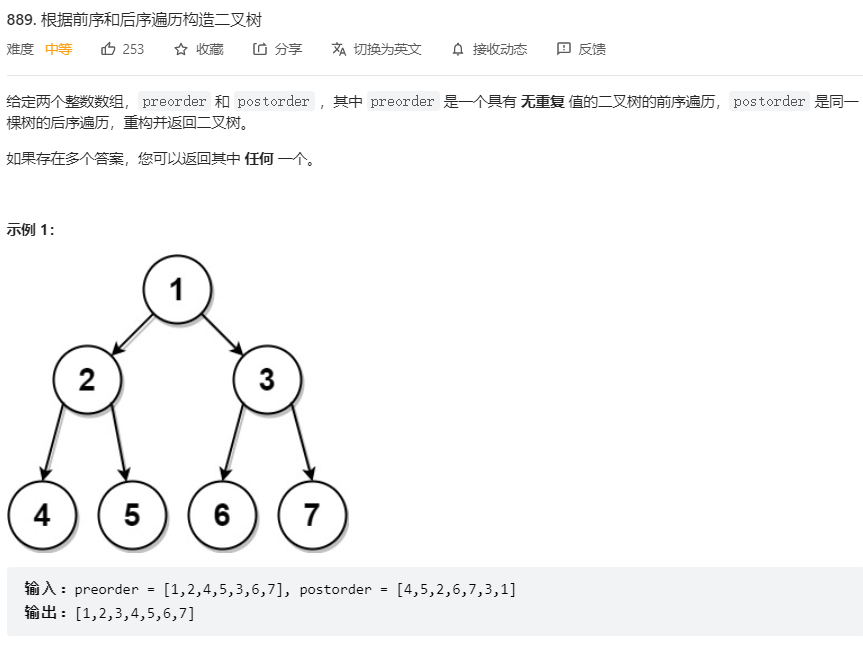 889. 根据前序和后序遍历构造二叉树
难度 中等 253 收藏 分享 切换为英文 接收动态 反馈
给定两个整数数组，preorder 和 postorder ，其中 preorder 是一个具有 无重复 值的二叉树的前序遍历，postorder 是同一
棵树的后序遍历，重构并返回二叉树。
如果存在多个答案，您可以返回其中 任何 一个。
示例 1：
1
2 3
4 5 6 7
输入：preorder = [1,2,4,5,3,6,7], postorder = [4,5,2,6,7,3,1]
输出：[1,2,3,4,5,6,7]